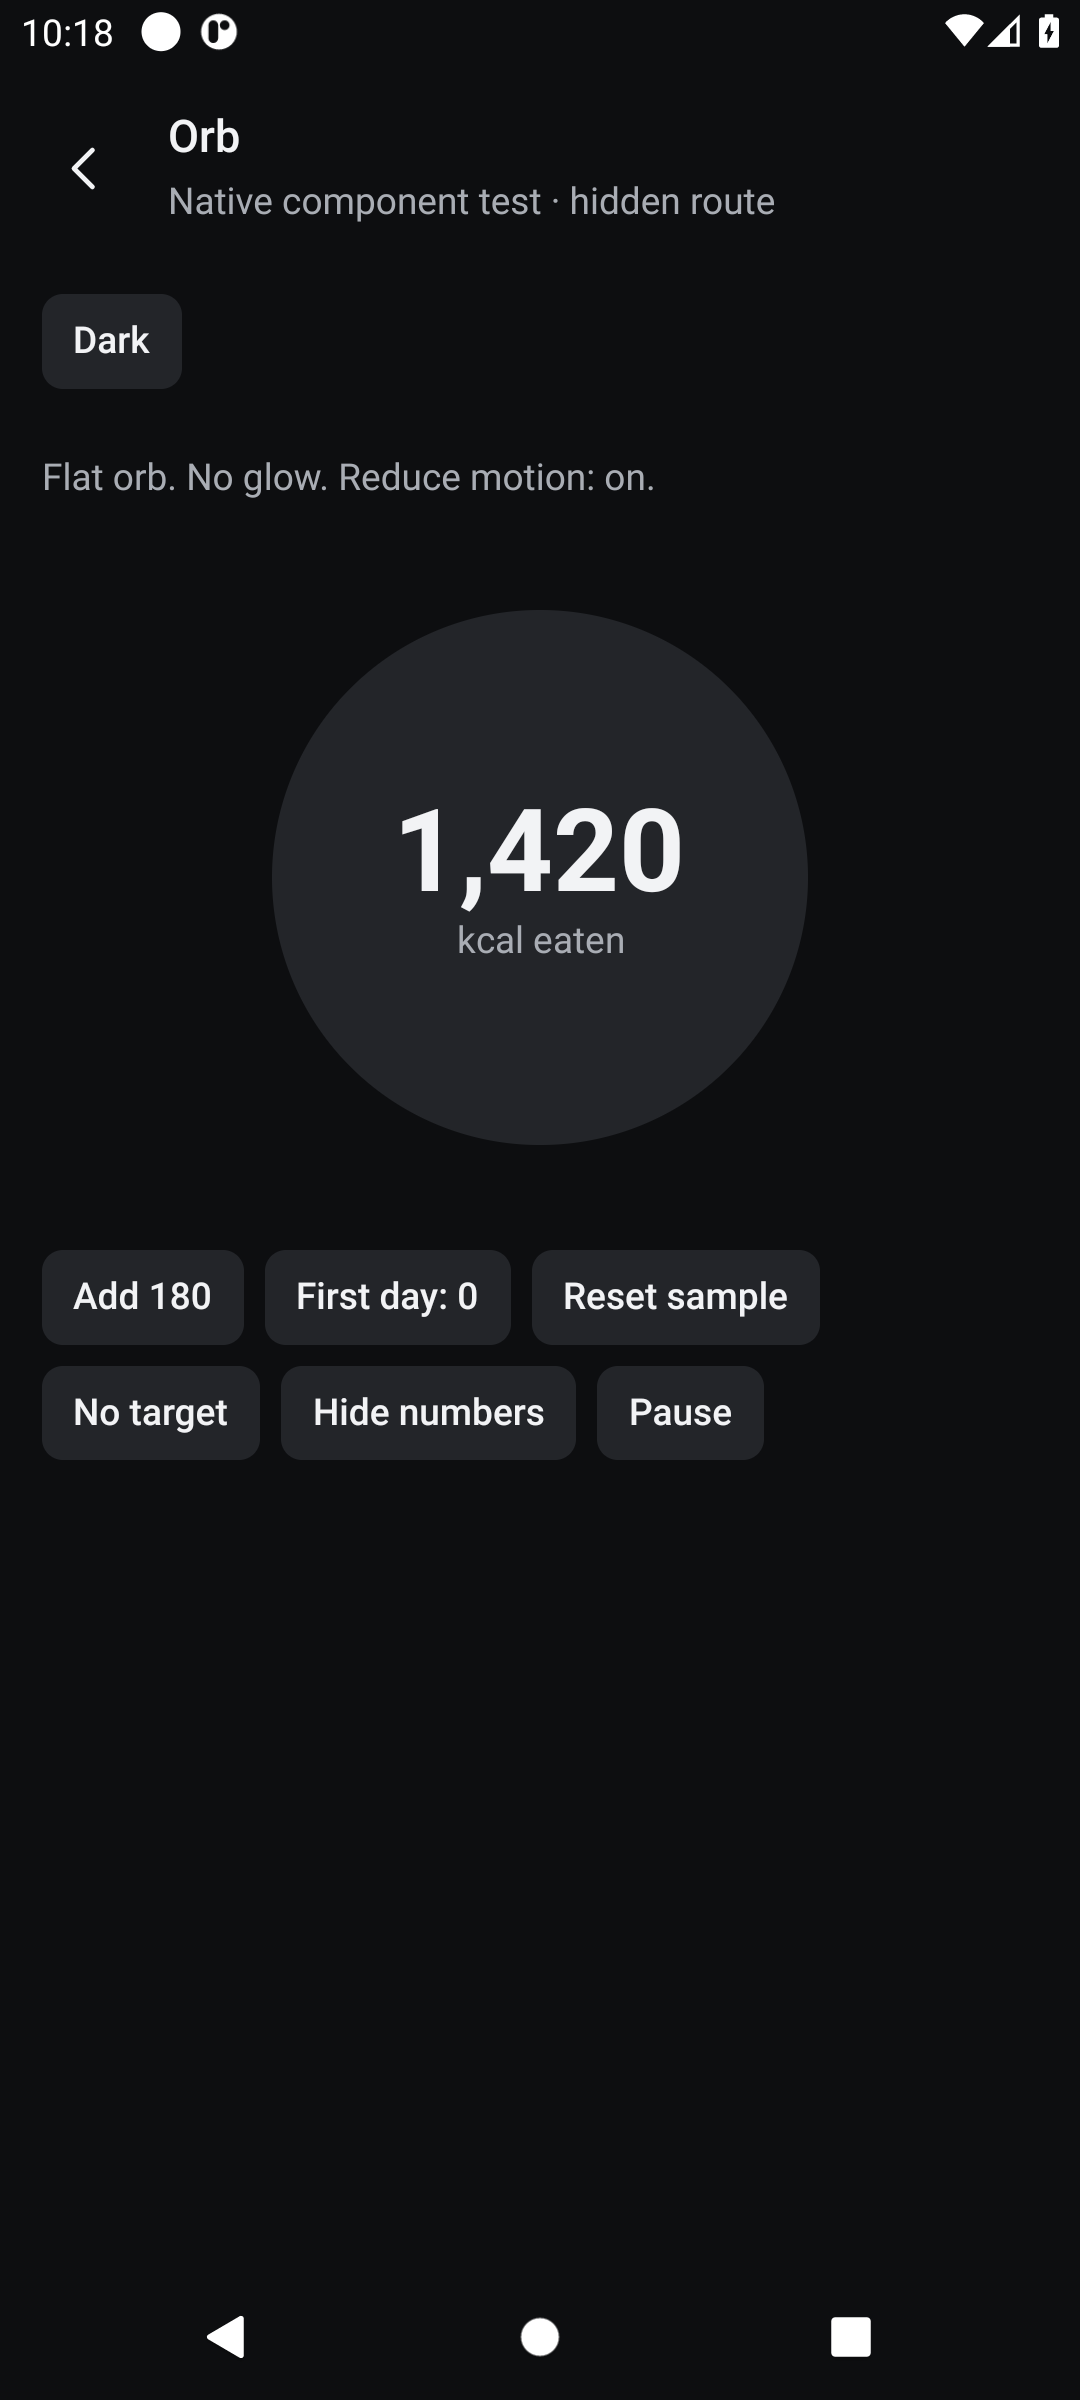 10:18
Orb
Native component test · hidden route
Dark
Flat orb. No glow. Reduce motion: on.
1,420
kcal eaten
Add 180
First day: 0
Reset sample
No target
Hide numbers
Pause